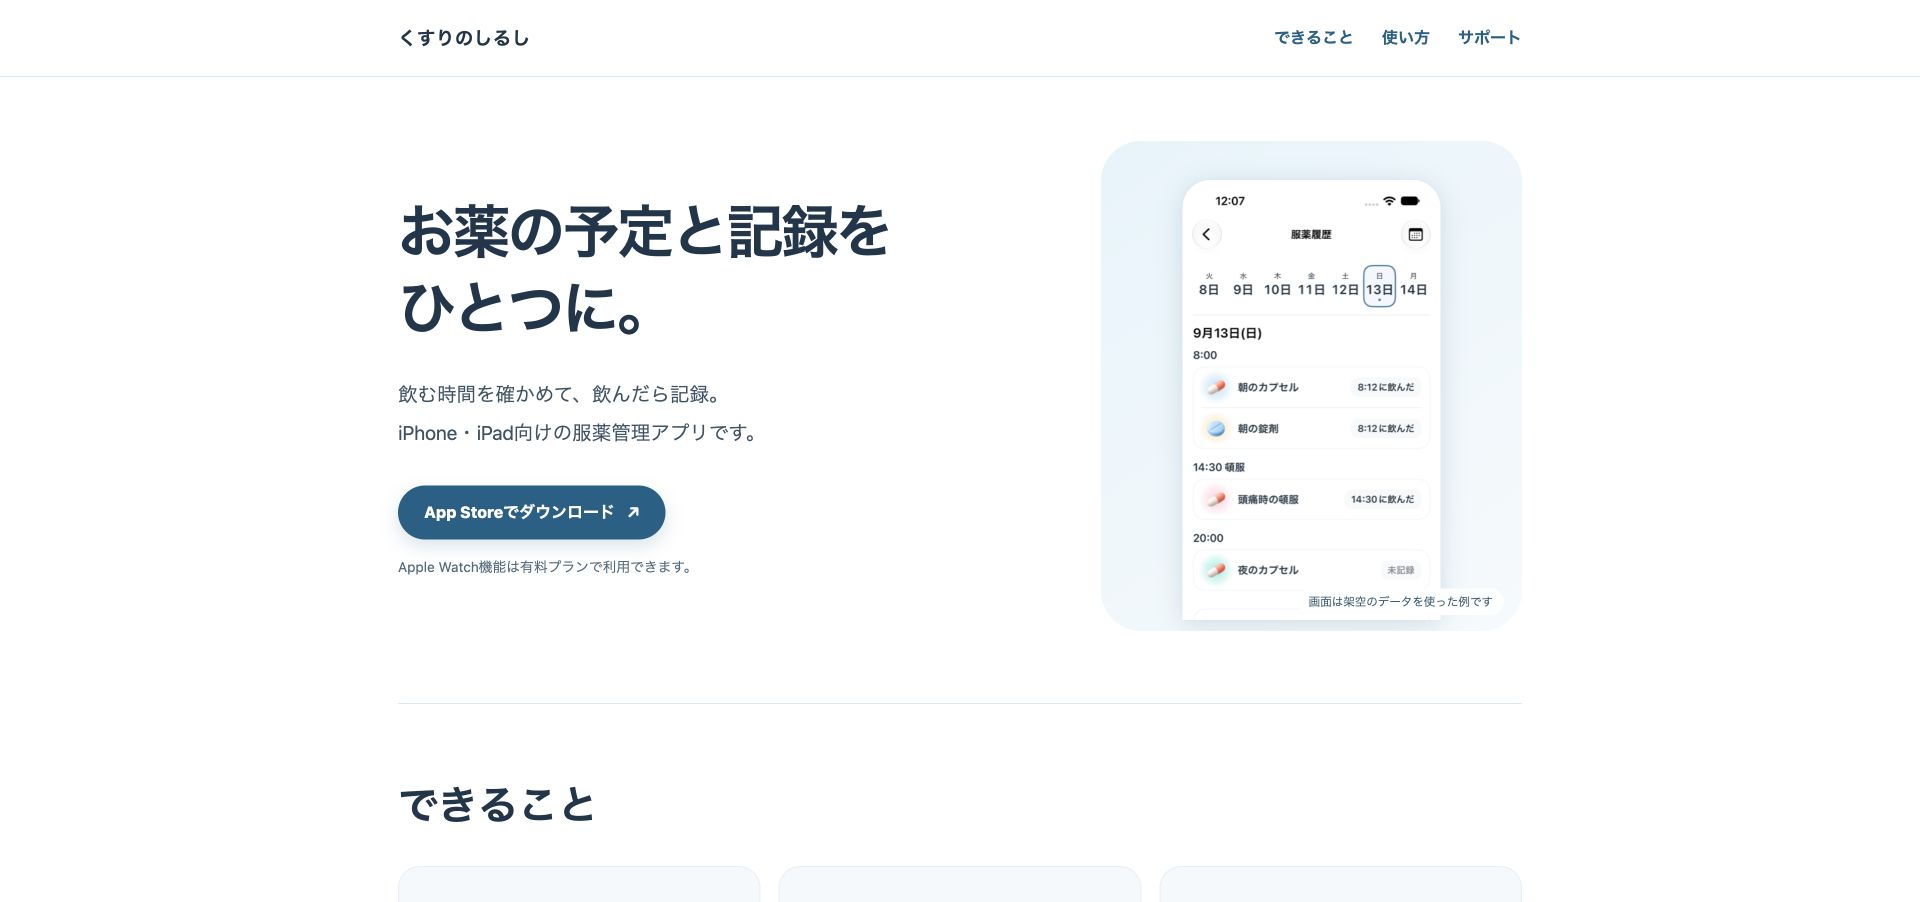 くすりのしるし
できること 使い方 サポート
お薬の予定と記録を
ひとつに。
飲む時間を確かめて、飲んだら記録。
iPhone・iPad向けの服薬管理アプリです。
App Storeでダウンロード ↗
Apple Watch機能は有料プランで利用できます。
12:07
服薬履歴
火 水 木 金 土 日 月
8日 9日 10日 11日 12日 13日 14日
9月13日(日)
8:00
朝のカプセル 8:12に飲んだ
朝の錠剤 8:12に飲んだ
14:30 頓服
頭痛時の頓服 14:30に飲んだ
20:00
夜のカプセル 未記録
画面は架空のデータを使った例です
できること